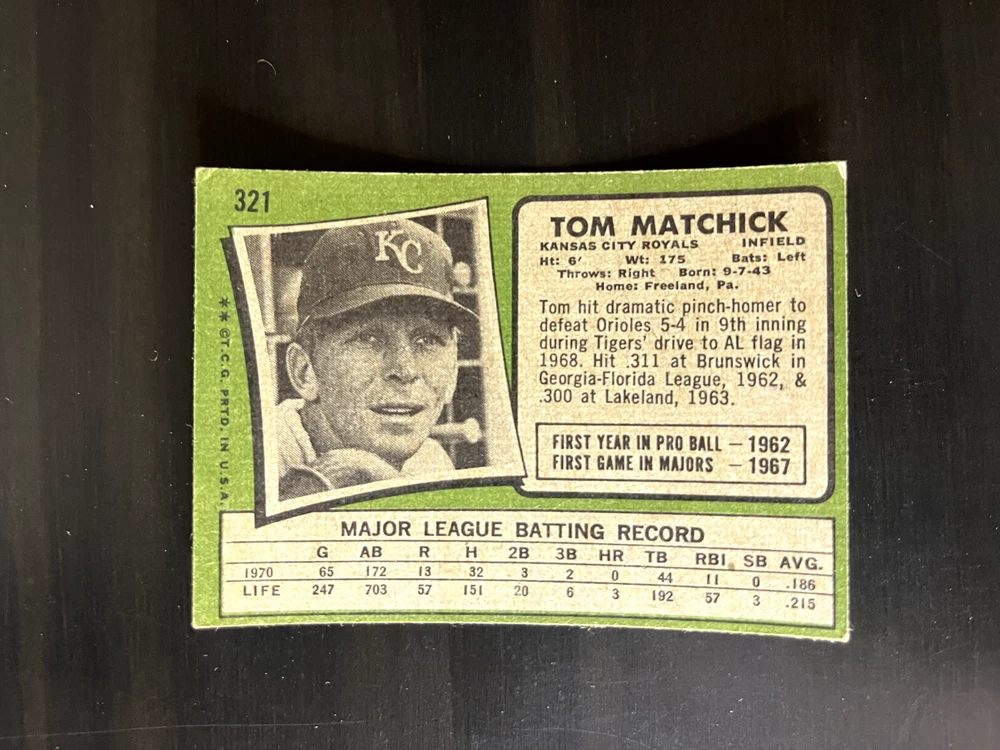 321
KC
TOM MATCHICK
KANSAS CITY ROYALS INFIELD
Ht: 6' Wt: 175 Bats: Left
Throws: Right Born: 9-7-43
Home: Freeland, Pa.
Tom hit dramatic pinch-homer to
defeat Orioles 5-4 in 9th inning
during Tigers' drive to AL flag in
1968. Hit .311 at Brunswick in
Georgia-Florida League, 1962, &
.300 at Lakeland, 1963.
FIRST YEAR IN PRO BALL — 1962
FIRST GAME IN MAJORS — 1967
**©T.C.G. PRTD. IN U.S.A.
MAJOR LEAGUE BATTING RECORD
G AB R H 2B 3B HR TB RBI SB AVG.
1970 65 172 13 32 3 2 0 44 11 0 .186
LIFE 247 703 57 151 20 6 3 192 57 3 .215